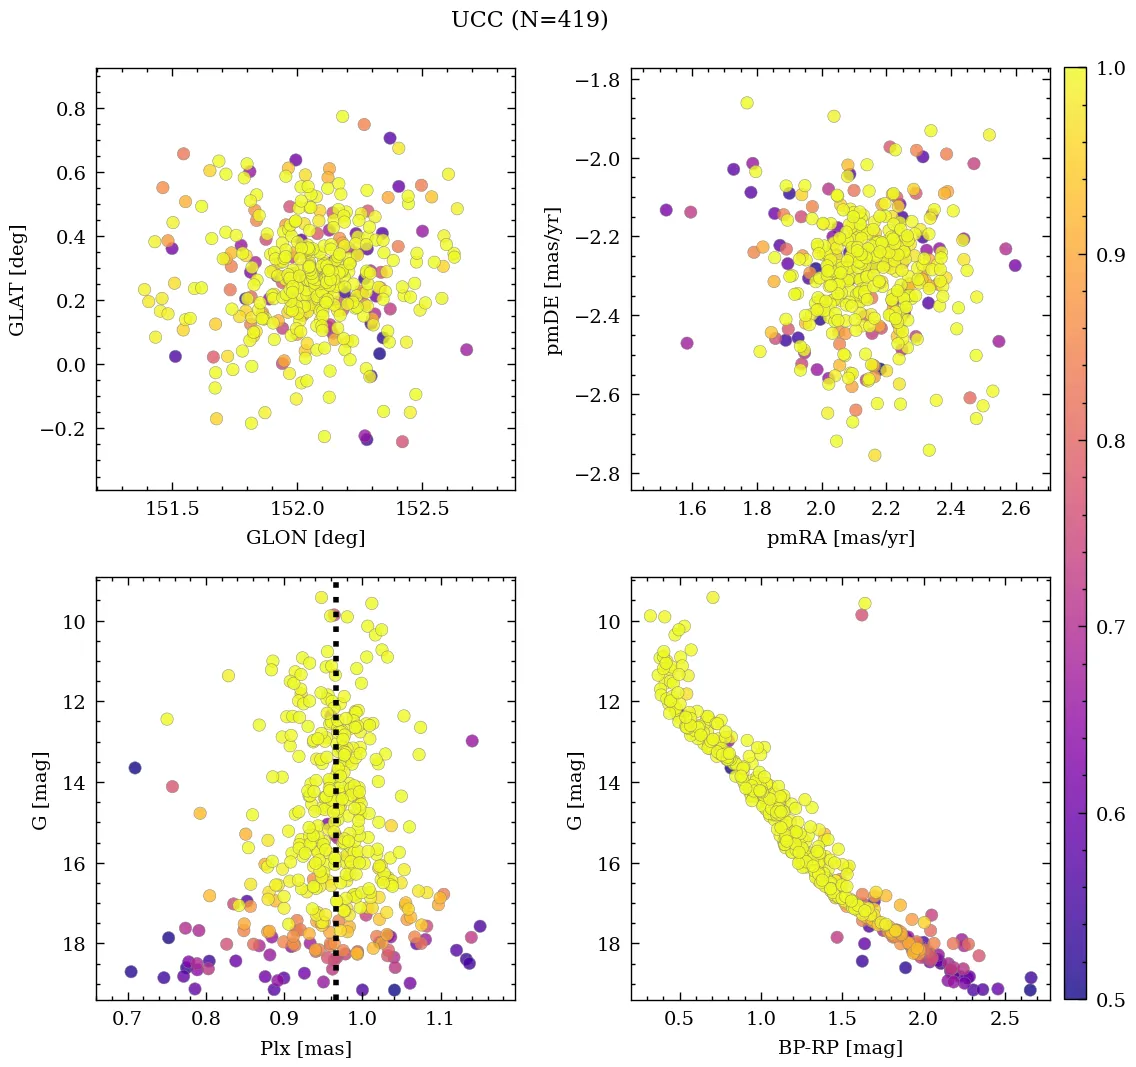 UCC (N=419)
GLAT [deg]
0.8
0.6
0.4
0.2
0.0
−0.2
151.5 152.0 152.5
GLON [deg]
pmDE [mas/yr]
−1.8
−2.0
−2.2
−2.4
−2.6
−2.8
1.6 1.8 2.0 2.2 2.4 2.6
pmRA [mas/yr]
G [mag]
10
12
14
16
18
0.7 0.8 0.9 1.0 1.1
Plx [mas]
G [mag]
10
12
14
16
18
0.5 1.0 1.5 2.0 2.5
BP-RP [mag]
1.0
0.9
0.8
0.7
0.6
0.5